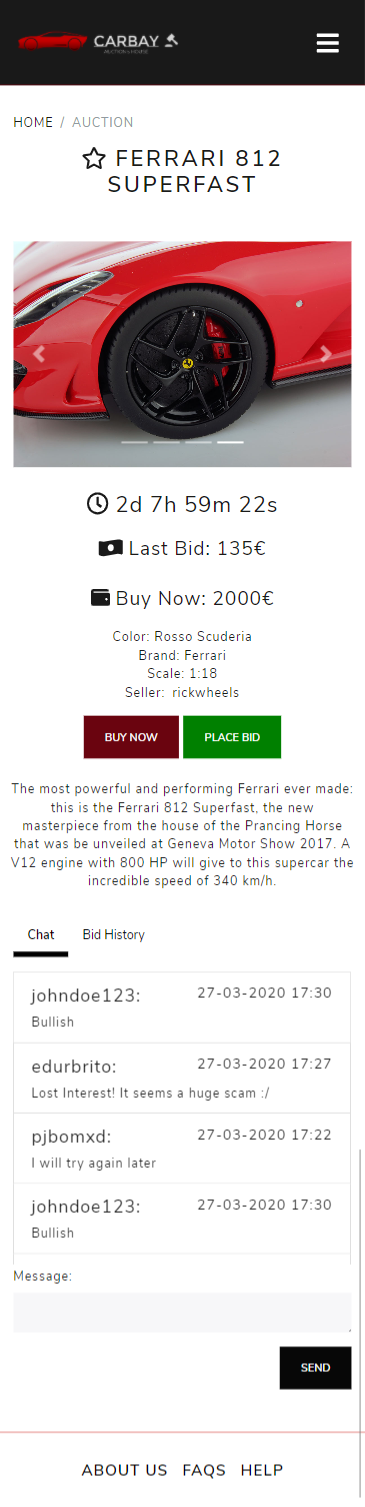 CARBAY
AUCTION & HOUSE
HOME / AUCTION
FERRARI 812
SUPERFAST
2d 7h 59m 22s
Last Bid: 135€
Buy Now: 2000€
Color: Rosso Scuderia
Brand: Ferrari
Scale: 1:18
Seller: rickwheels
BUY NOW PLACE BID
The most powerful and performing Ferrari ever made:
this is the Ferrari 812 Superfast, the new
masterpiece from the house of the Prancing Horse
that was be unveiled at Geneva Motor Show 2017. A
V12 engine with 800 HP will give to this supercar the
incredible speed of 340 km/h.
Chat Bid History
johndoe123: 27-03-2020 17:30
Bullish
edurbrito: 27-03-2020 17:27
Lost Interest! It seems a huge scam :/
pjbomxd: 27-03-2020 17:22
I will try again later
johndoe123: 27-03-2020 17:30
Bullish
Message:
SEND
ABOUT US FAQS HELP